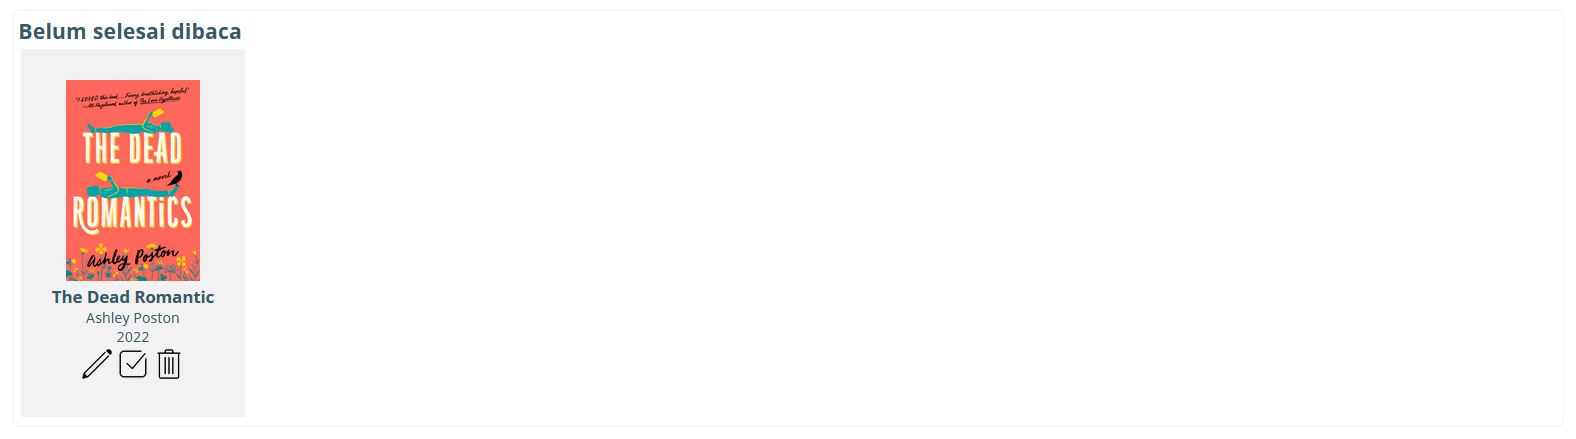 Belum selesai dibaca
"I LOVED this book.... Funny, breathtaking, hopeful."
—Ali Hazelwood, author of The Love Hypothesis
THE DEAD
a novel
ROMANTICS
Ashley Poston
The Dead Romantic
Ashley Poston
2022